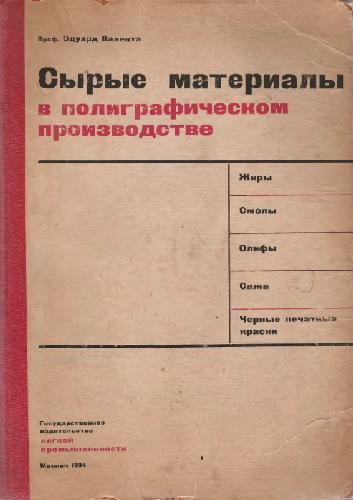 Проф. Эдуард Валента
Сырые материалы
в полиграфическом
производстве
Жиры
Смолы
Олифы
Сажа
Черные печатные
краски
Государственное
издательство
легкой
промышленности
Москва 1934